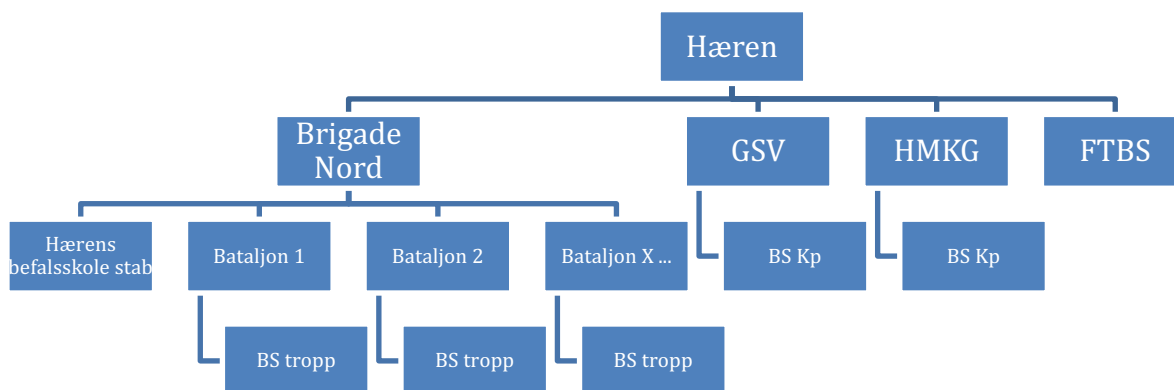 Hæren
Brigade
Nord
GSV
HMKG
FTBS
Hærens
befalsskole stab
Bataljon 1
Bataljon 2
Bataljon X ...
BS Kp
BS Kp
BS tropp
BS tropp
BS tropp